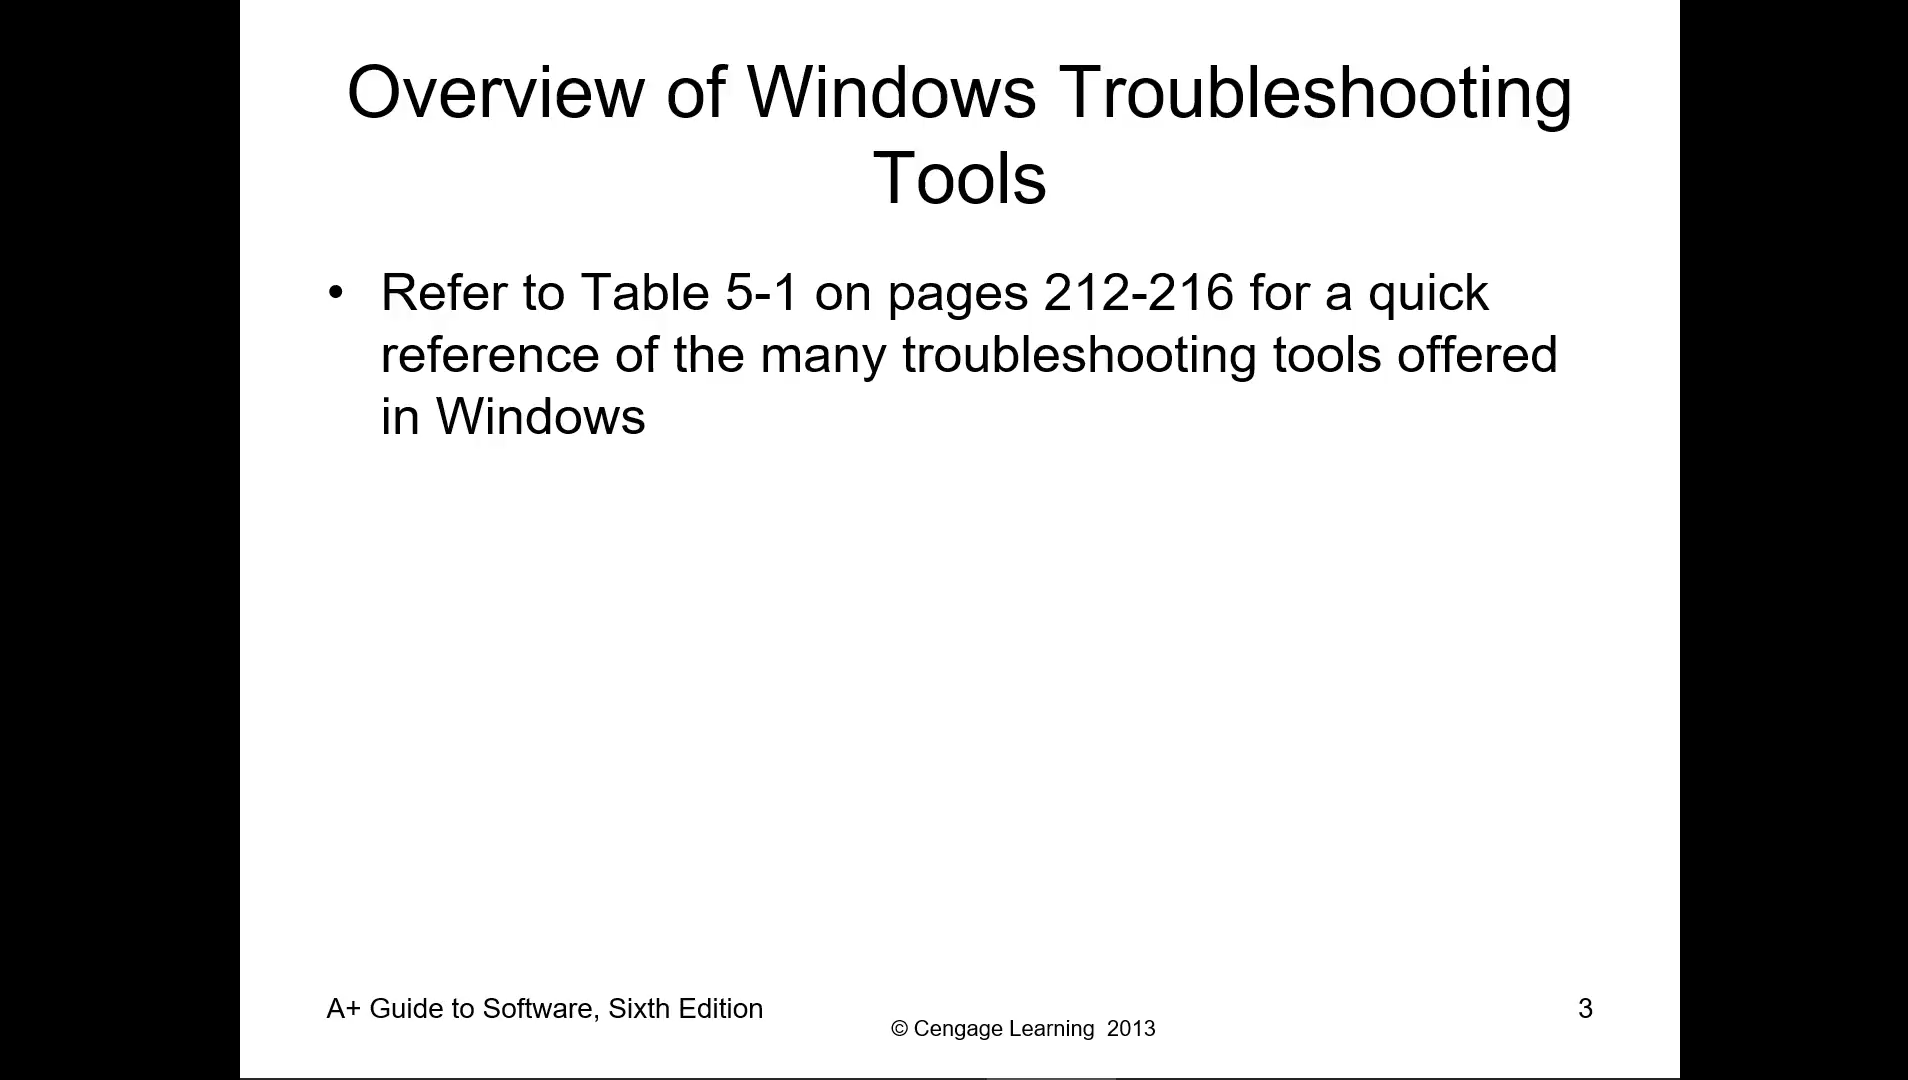 Overview of Windows Troubleshooting
Tools
• Refer to Table 5-1 on pages 212-216 for a quick
reference of the many troubleshooting tools offered
in Windows
A+ Guide to Software, Sixth Edition
© Cengage Learning 2013
3